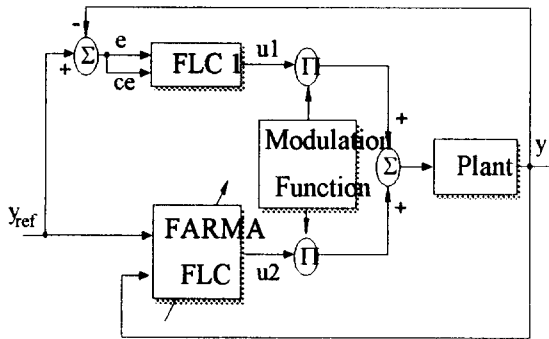 -
e
u1
Σ
FLC 1
Π
+
ce
+
Modulation
y
Σ
Plant
Function
y_ref
+
FARMA
Π
FLC
u2